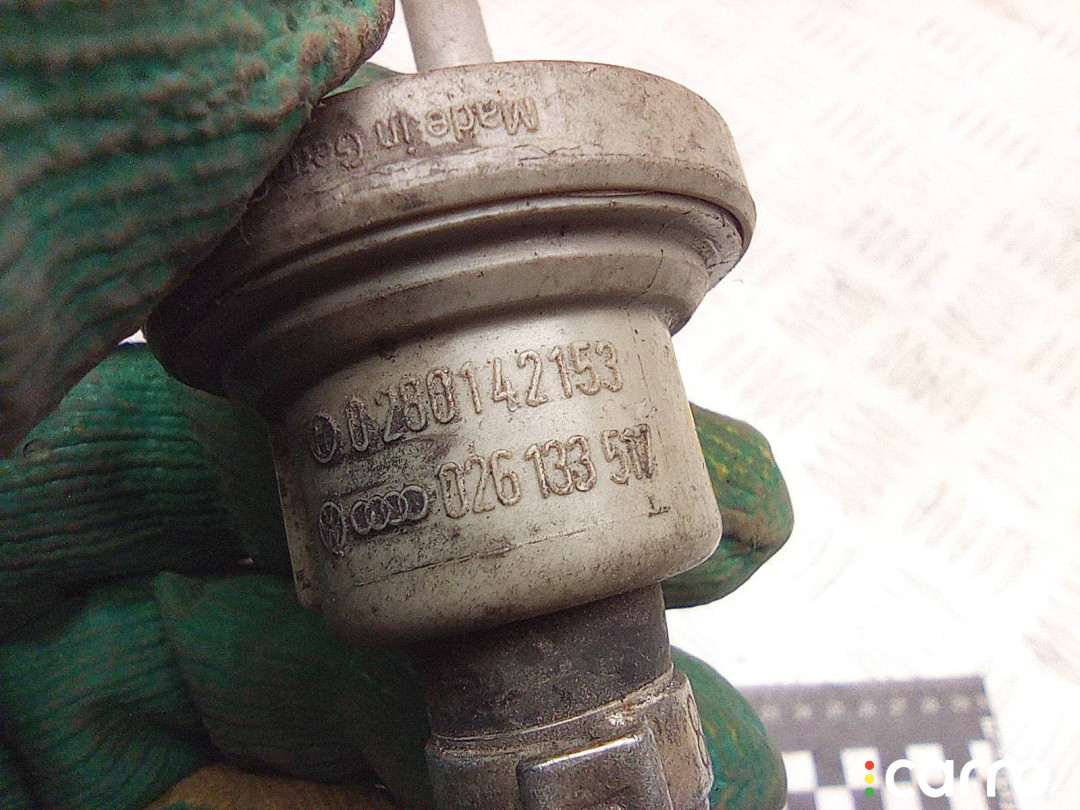 Made in Ge
0 280 142 153
026 133 517
L
carro